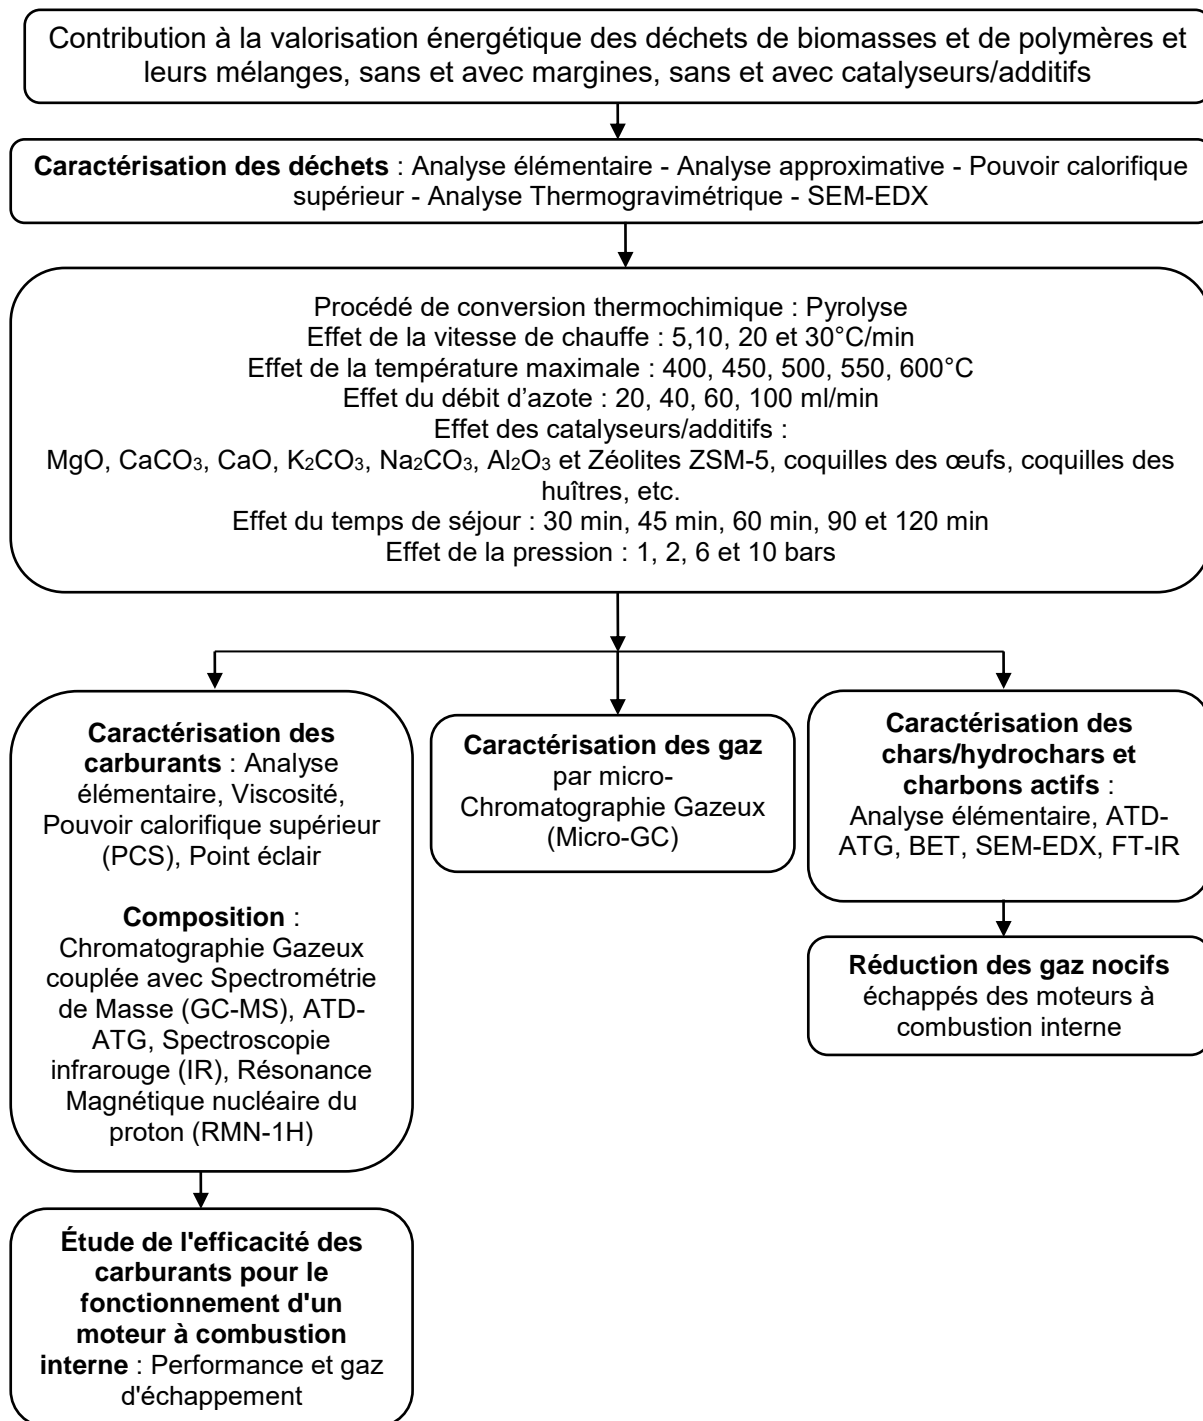 Contribution à la valorisation énergétique des déchets de biomasses et de polymères et
leurs mélanges, sans et avec margines, sans et avec catalyseurs/additifs
Caractérisation des déchets : Analyse élémentaire - Analyse approximative - Pouvoir calorifique
supérieur - Analyse Thermogravimétrique - SEM-EDX
Procédé de conversion thermochimique : Pyrolyse
Effet de la vitesse de chauffe : 5,10, 20 et 30°C/min
Effet de la température maximale : 400, 450, 500, 550, 600°C
Effet du débit d'azote : 20, 40, 60, 100 ml/min
Effet des catalyseurs/additifs :
MgO, CaCO₃, CaO, K₂CO₃, Na₂CO₃, Al₂O₃ et Zéolites ZSM-5, coquilles des œufs, coquilles des
huîtres, etc.
Effet du temps de séjour : 30 min, 45 min, 60 min, 90 et 120 min
Effet de la pression : 1, 2, 6 et 10 bars
Caractérisation des
carburants : Analyse
élémentaire, Viscosité,
Pouvoir calorifique supérieur
(PCS), Point éclair
Composition :
Chromatographie Gazeux
couplée avec Spectrométrie
de Masse (GC-MS), ATD-
ATG, Spectroscopie
infrarouge (IR), Résonance
Magnétique nucléaire du
proton (RMN-1H)
Caractérisation des gaz
par micro-
Chromatographie Gazeux
(Micro-GC)
Caractérisation des
chars/hydrochars et
charbons actifs :
Analyse élémentaire, ATD-
ATG, BET, SEM-EDX, FT-IR
Réduction des gaz nocifs
échappés des moteurs à
combustion interne
Étude de l'efficacité des
carburants pour le
fonctionnement d'un
moteur à combustion
interne : Performance et gaz
d'échappement